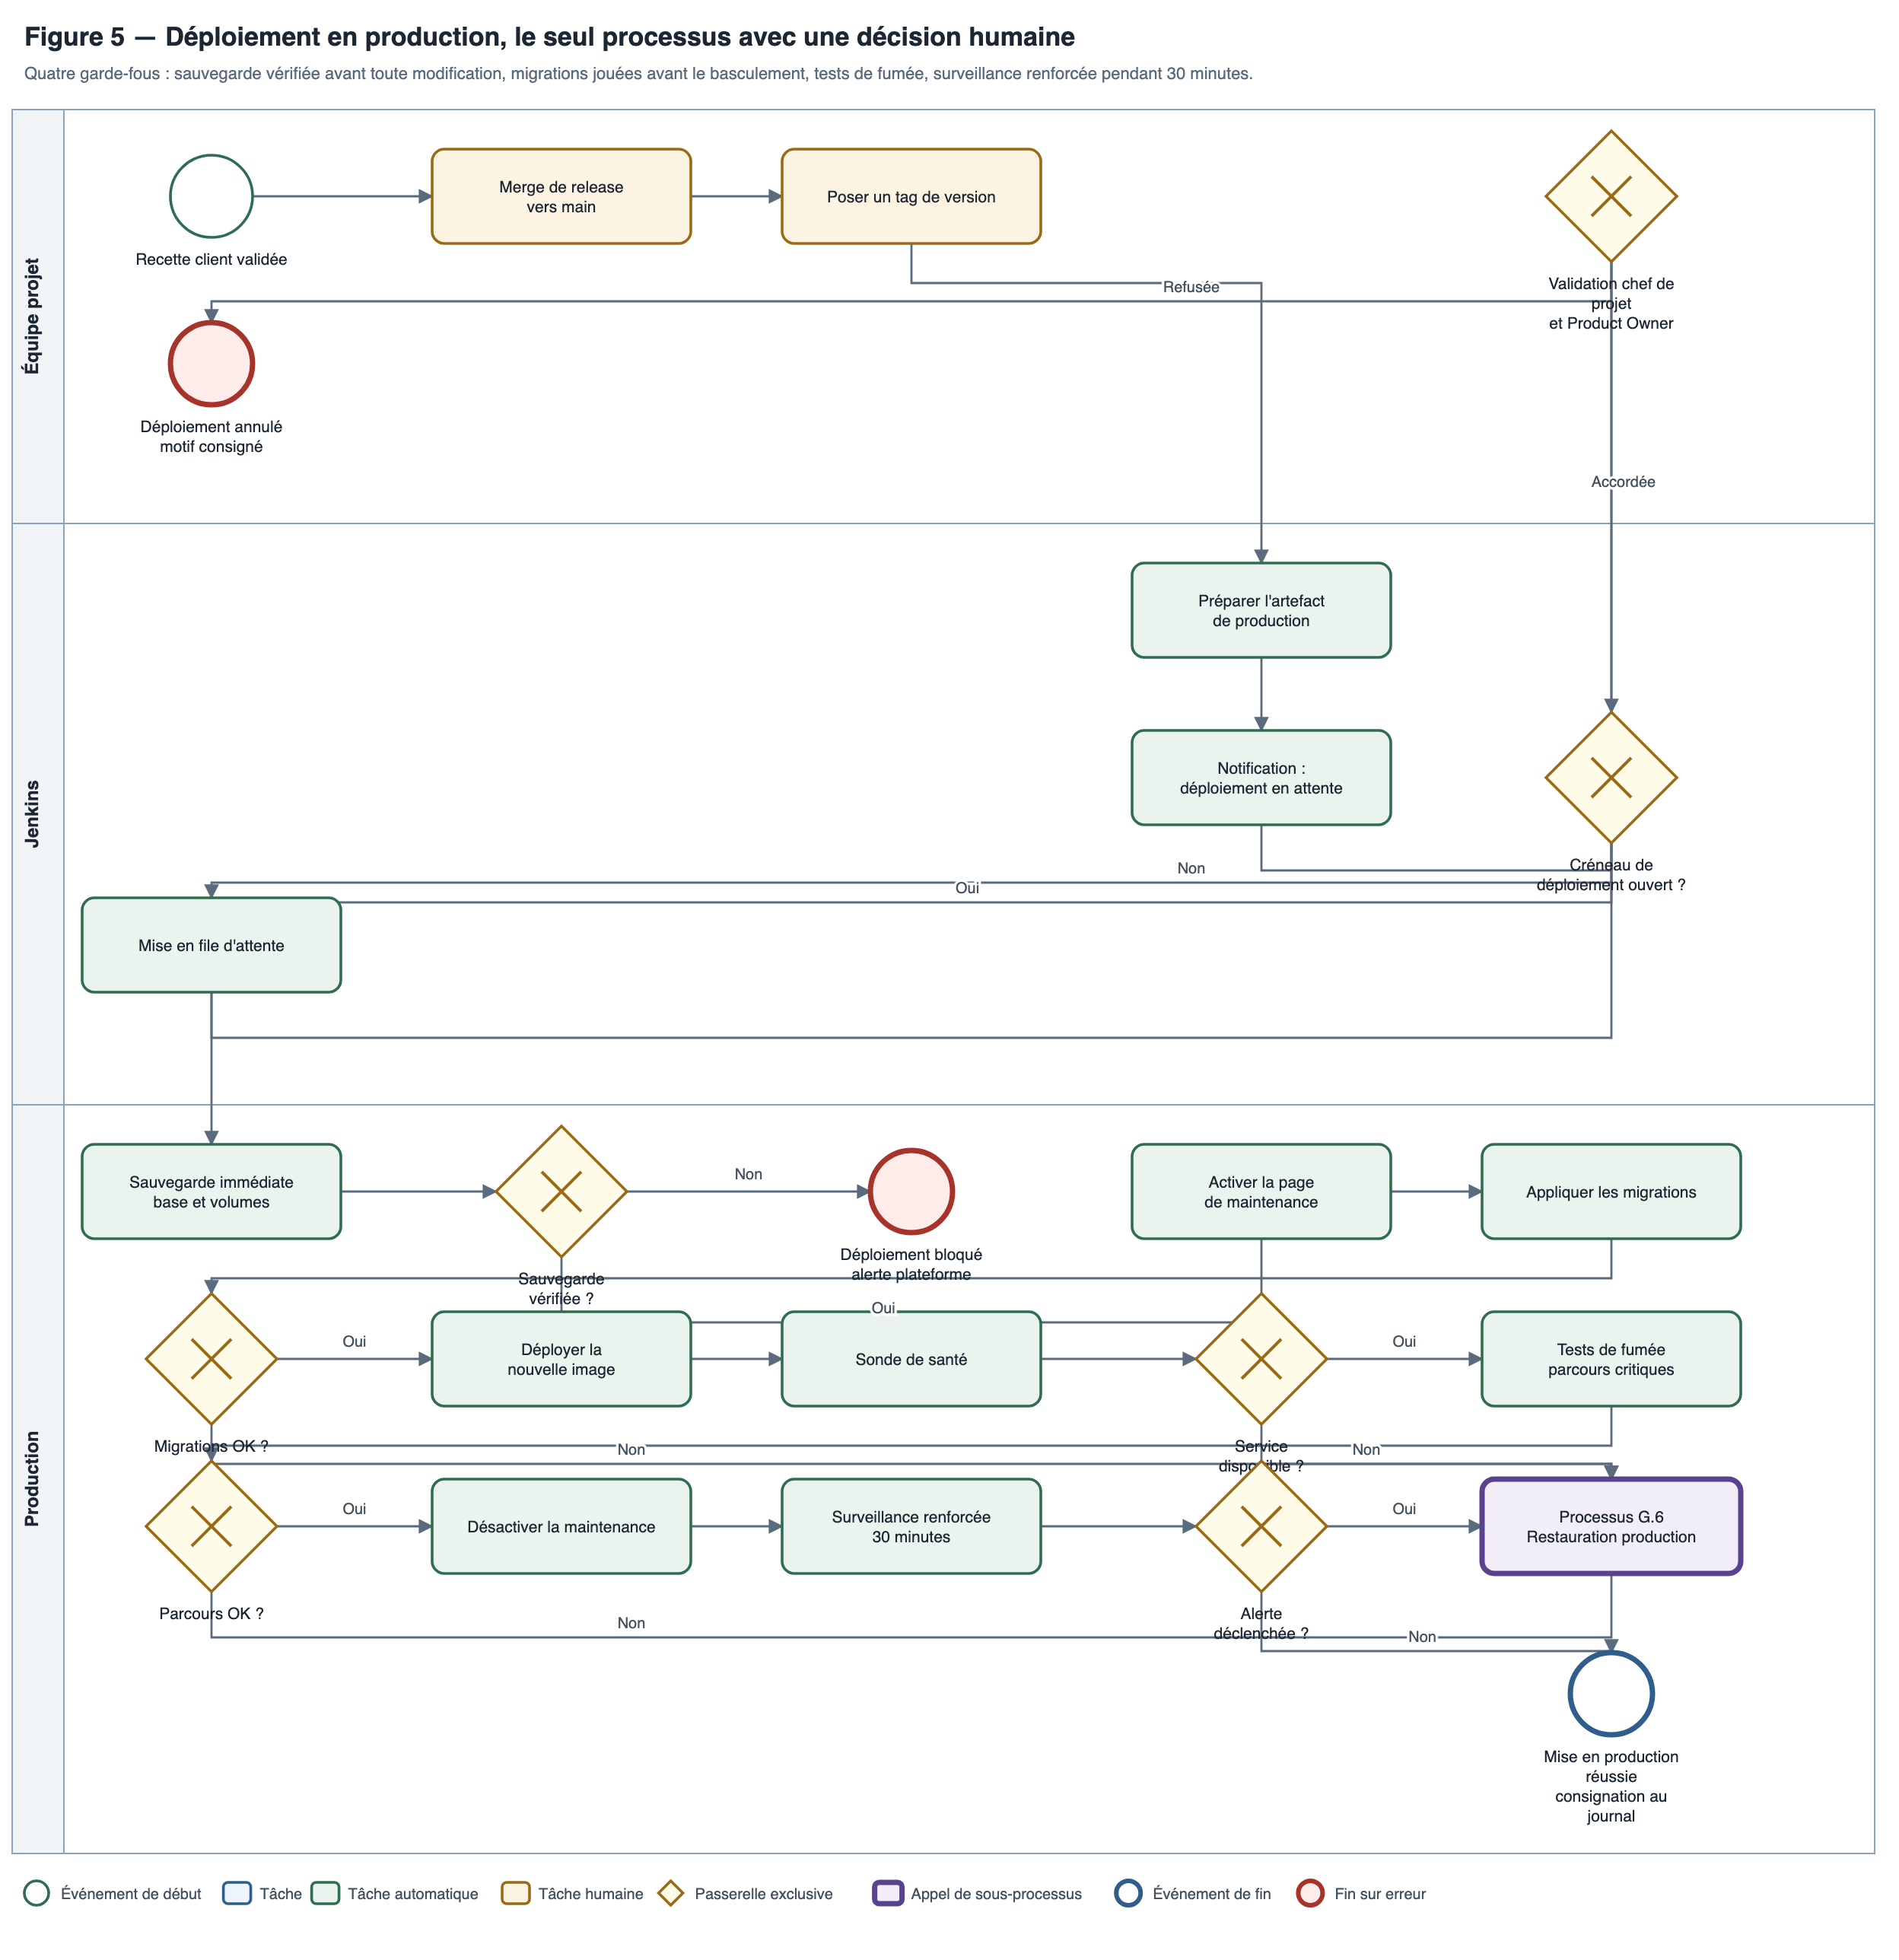 Figure 5 — Déploiement en production, le seul processus avec une décision humaine
Quatre garde-fous : sauvegarde vérifiée avant toute modification, migrations jouées avant le basculement, tests de fumée, surveillance renforcée pendant 30 minutes.
Équipe projet
Recette client validée
Merge de release
vers main
Poser un tag de version
Validation chef de
projet
et Product Owner
Refusée
Déploiement annulé
motif consigné
Accordée
Jenkins
Préparer l'artefact
de production
Notification :
déploiement en attente
Créneau de
déploiement ouvert ?
Non
Oui
Mise en file d'attente
Production
Sauvegarde immédiate
base et volumes
Sauvegarde
vérifiée ?
Non
Déploiement bloqué
alerte plateforme
Activer la page
de maintenance
Appliquer les migrations
Oui
Migrations OK ?
Oui
Déployer la
nouvelle image
Sonde de santé
Service
disponible ?
Oui
Tests de fumée
parcours critiques
Non
Non
Parcours OK ?
Oui
Désactiver la maintenance
Surveillance renforcée
30 minutes
Alerte
déclenchée ?
Oui
Processus G.6
Restauration production
Non
Non
Mise en production
réussie
consignation au
journal
Événement de début
Tâche
Tâche automatique
Tâche humaine
Passerelle exclusive
Appel de sous-processus
Événement de fin
Fin sur erreur